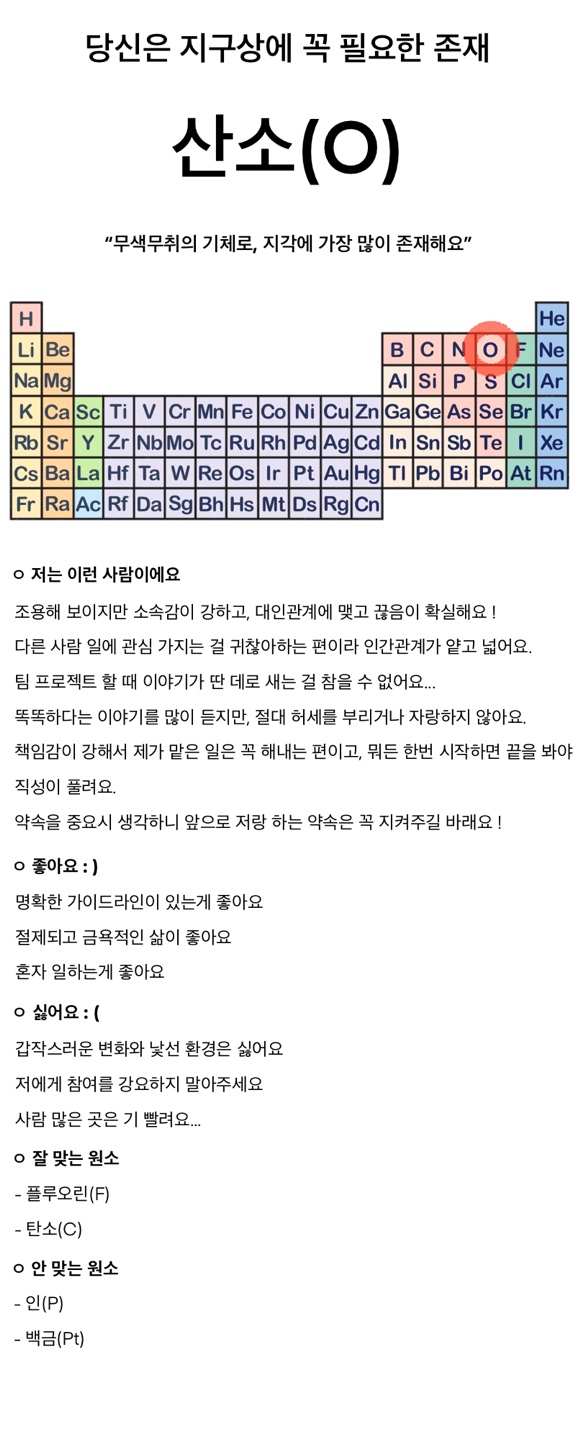 당신은 지구상에 꼭 필요한 존재
산소(O)
“무색무취의 기체로, 지각에 가장 많이 존재해요”
H He
Li Be B C N O F Ne
Na Mg Al Si P S Cl Ar
K Ca Sc Ti V Cr Mn Fe Co Ni Cu Zn Ga Ge As Se Br Kr
Rb Sr Y Zr Nb Mo Tc Ru Rh Pd Ag Cd In Sn Sb Te I Xe
Cs Ba La Hf Ta W Re Os Ir Pt Au Hg Tl Pb Bi Po At Rn
Fr Ra Ac Rf Da Sg Bh Hs Mt Ds Rg Cn
ㅇ 저는 이런 사람이에요
조용해 보이지만 소속감이 강하고, 대인관계에 맺고 끊음이 확실해요 !
다른 사람 일에 관심 가지는 걸 귀찮아하는 편이라 인간관계가 얕고 넓어요.
팀 프로젝트 할 때 이야기가 딴 데로 새는 걸 참을 수 없어요...
똑똑하다는 이야기를 많이 듣지만, 절대 허세를 부리거나 자랑하지 않아요.
책임감이 강해서 제가 맡은 일은 꼭 해내는 편이고, 뭐든 한번 시작하면 끝을 봐야
직성이 풀려요.
약속을 중요시 생각하니 앞으로 저랑 하는 약속은 꼭 지켜주길 바래요 !
ㅇ 좋아요 : )
명확한 가이드라인이 있는게 좋아요
절제되고 금욕적인 삶이 좋아요
혼자 일하는게 좋아요
ㅇ 싫어요 : (
갑작스러운 변화와 낯선 환경은 싫어요
저에게 참여를 강요하지 말아주세요
사람 많은 곳은 기 빨려요...
ㅇ 잘 맞는 원소
- 플루오린(F)
- 탄소(C)
ㅇ 안 맞는 원소
- 인(P)
- 백금(Pt)